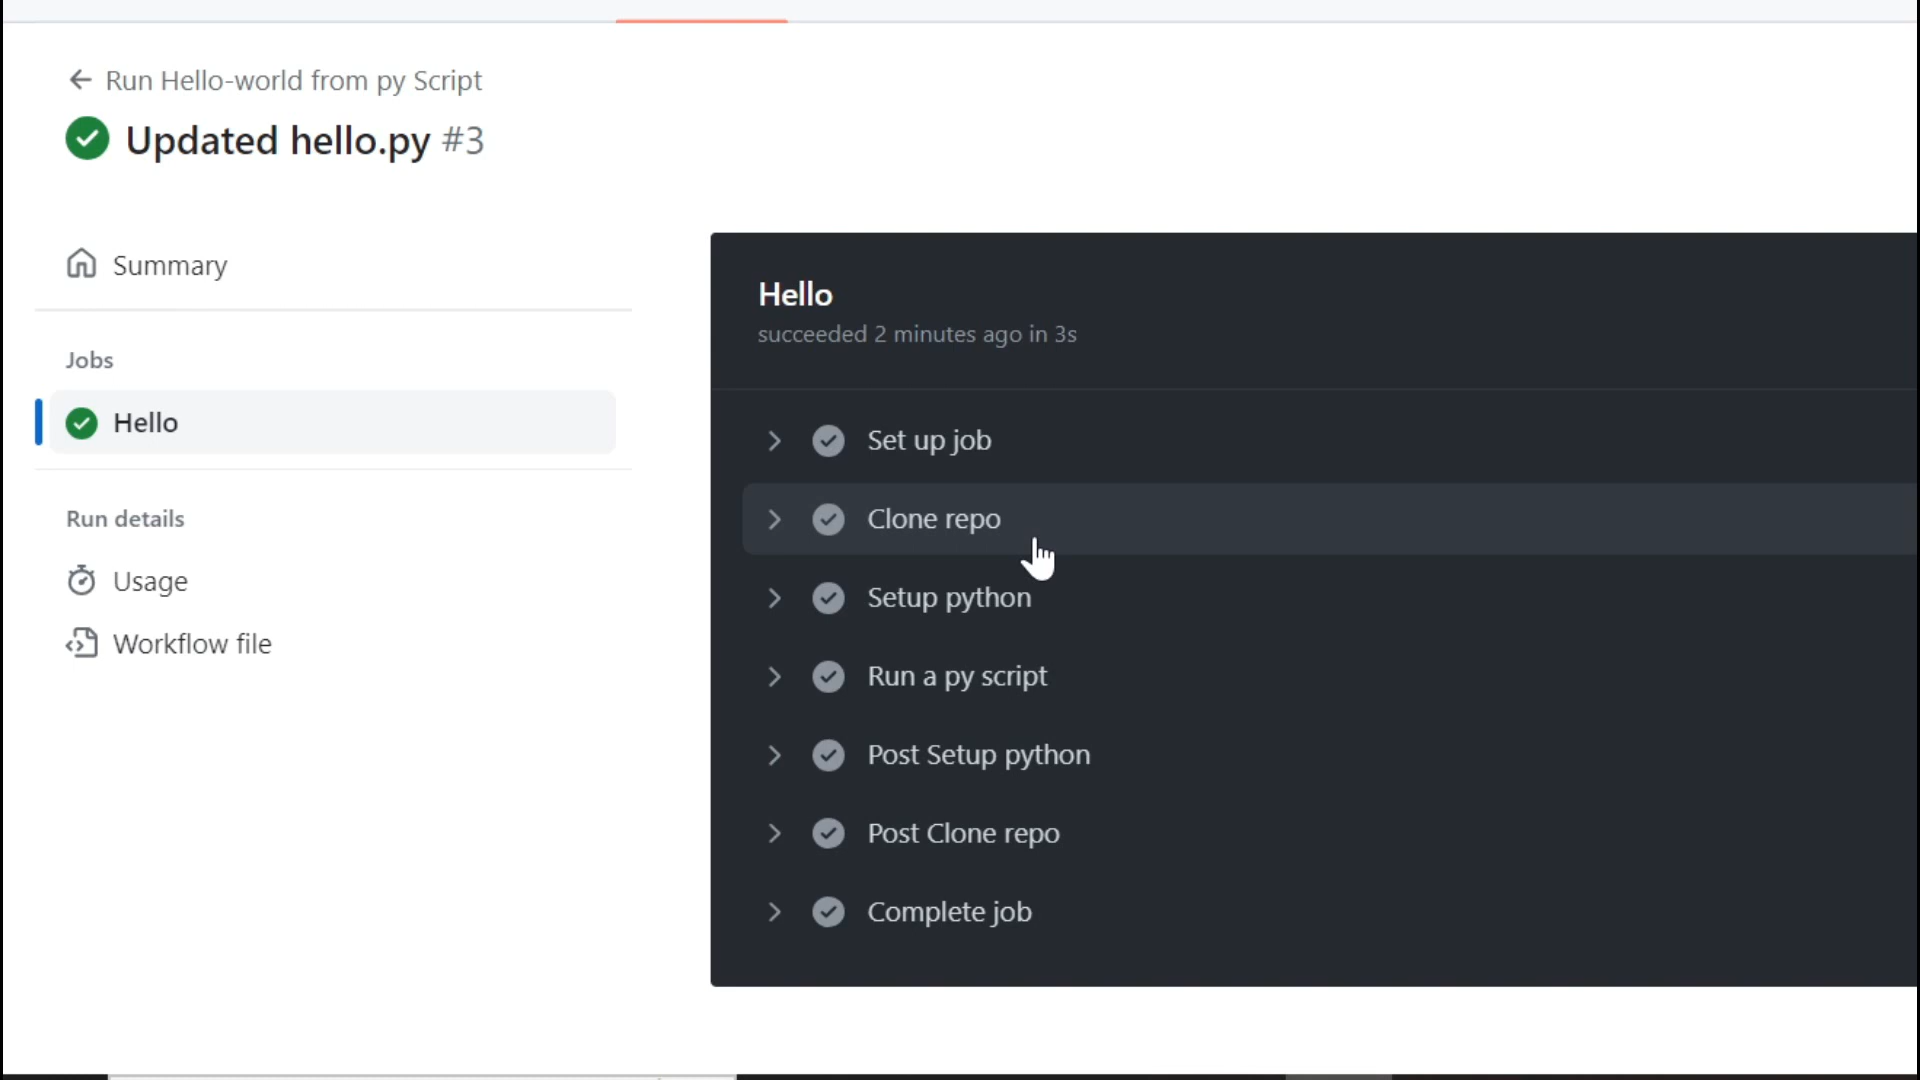 Run Hello-world from py Script
Updated hello.py #3
Summary
Jobs
Hello
Run details
Usage
Workflow file
Hello
succeeded 2 minutes ago in 3s
Set up job
Clone repo
Setup python
Run a py script
Post Setup python
Post Clone repo
Complete job